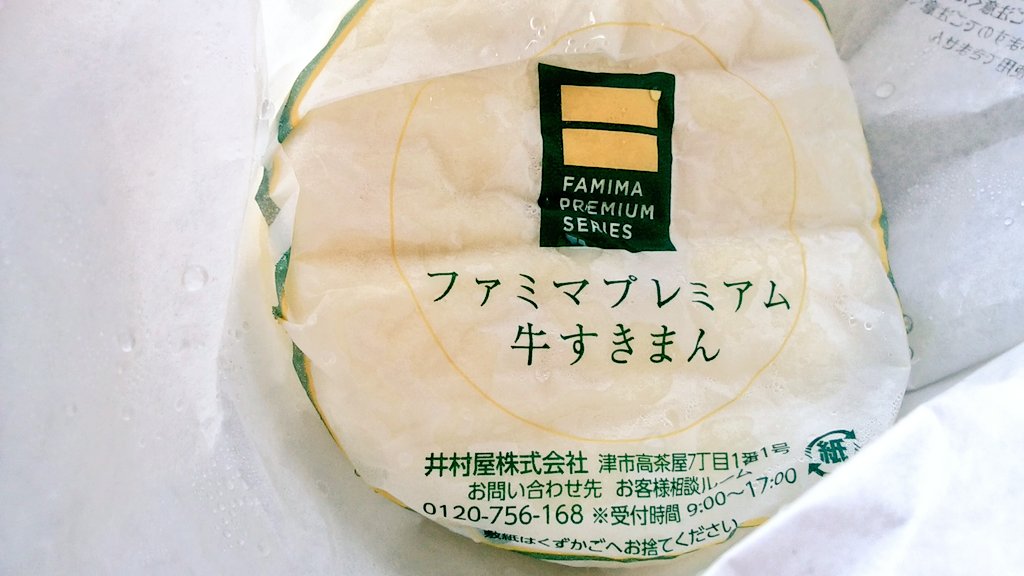 FAMIMA
PREMIUM
SERIES
ファミマプレミアム
牛すきまん
井村屋株式会社 津市高茶屋7丁目1番1号
紙
お問い合わせ先 お客様相談ルーム
0120-756-168 ※受付時間 9:00～17:00
敷紙はくずかごへお捨てください